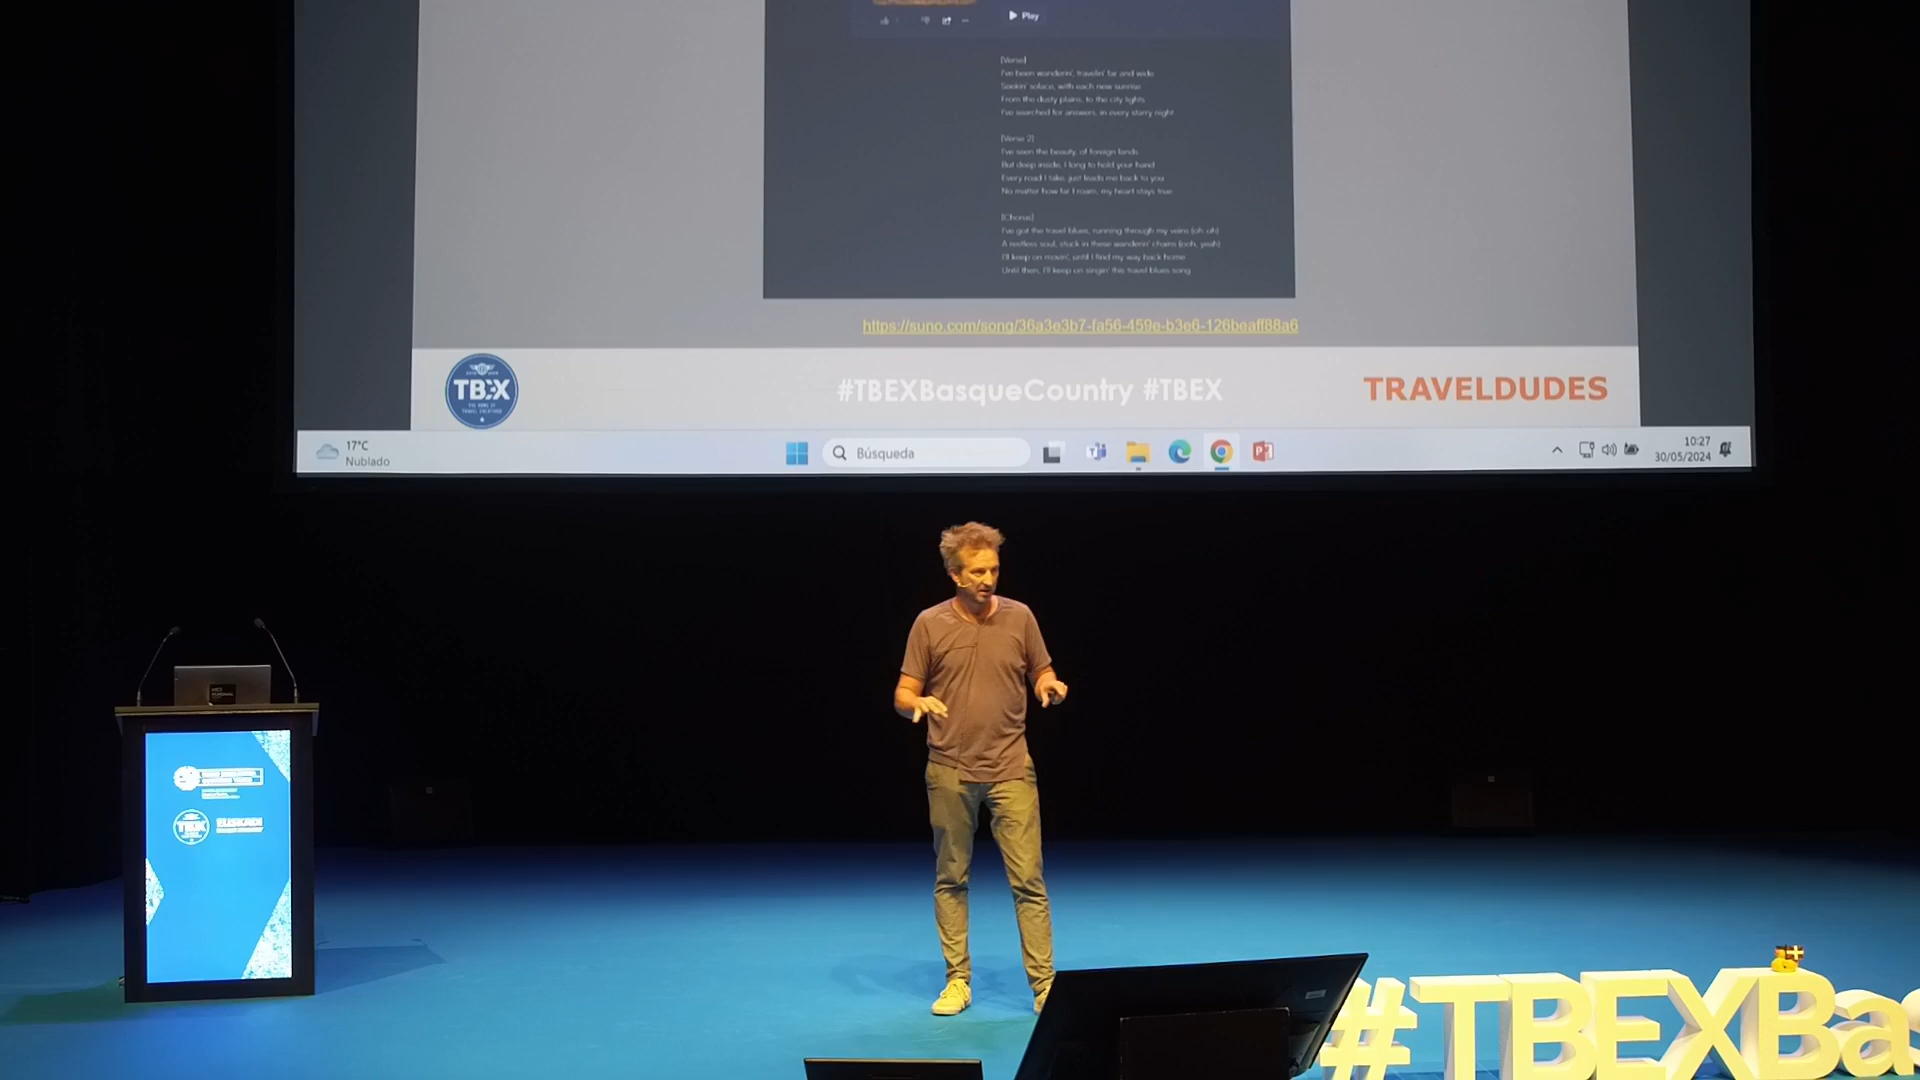 Play
[Verse]
I've been wanderin', travelin' far and wide
Seekin' solace, with each new sunrise
From the dusty plains, to the city lights
I've searched for answers, in every starry night
[Verse 2]
I've seen the beauty, of foreign lands
But deep inside, I long to hold your hand
Every road I take, just leads me back to you
No matter how far I roam, my heart stays true
[Chorus]
I've got the travel blues, running through my veins (oh, oh)
A restless soul, stuck in these wanderin' chains (ooh, yeah)
I'll keep on movin', until I find my way back home
Until then, I'll keep on singin' this travel blues song
https://suno.com/song/36a3e3b7-fa56-459e-b3e6-126beaff88a6
TBEX
#TBEXBasqueCountry #TBEX
TRAVELDUDES
17°C
Nublado
Búsqueda
10:27
30/05/2024
TBEX
EUSKADI
#TBEXBas